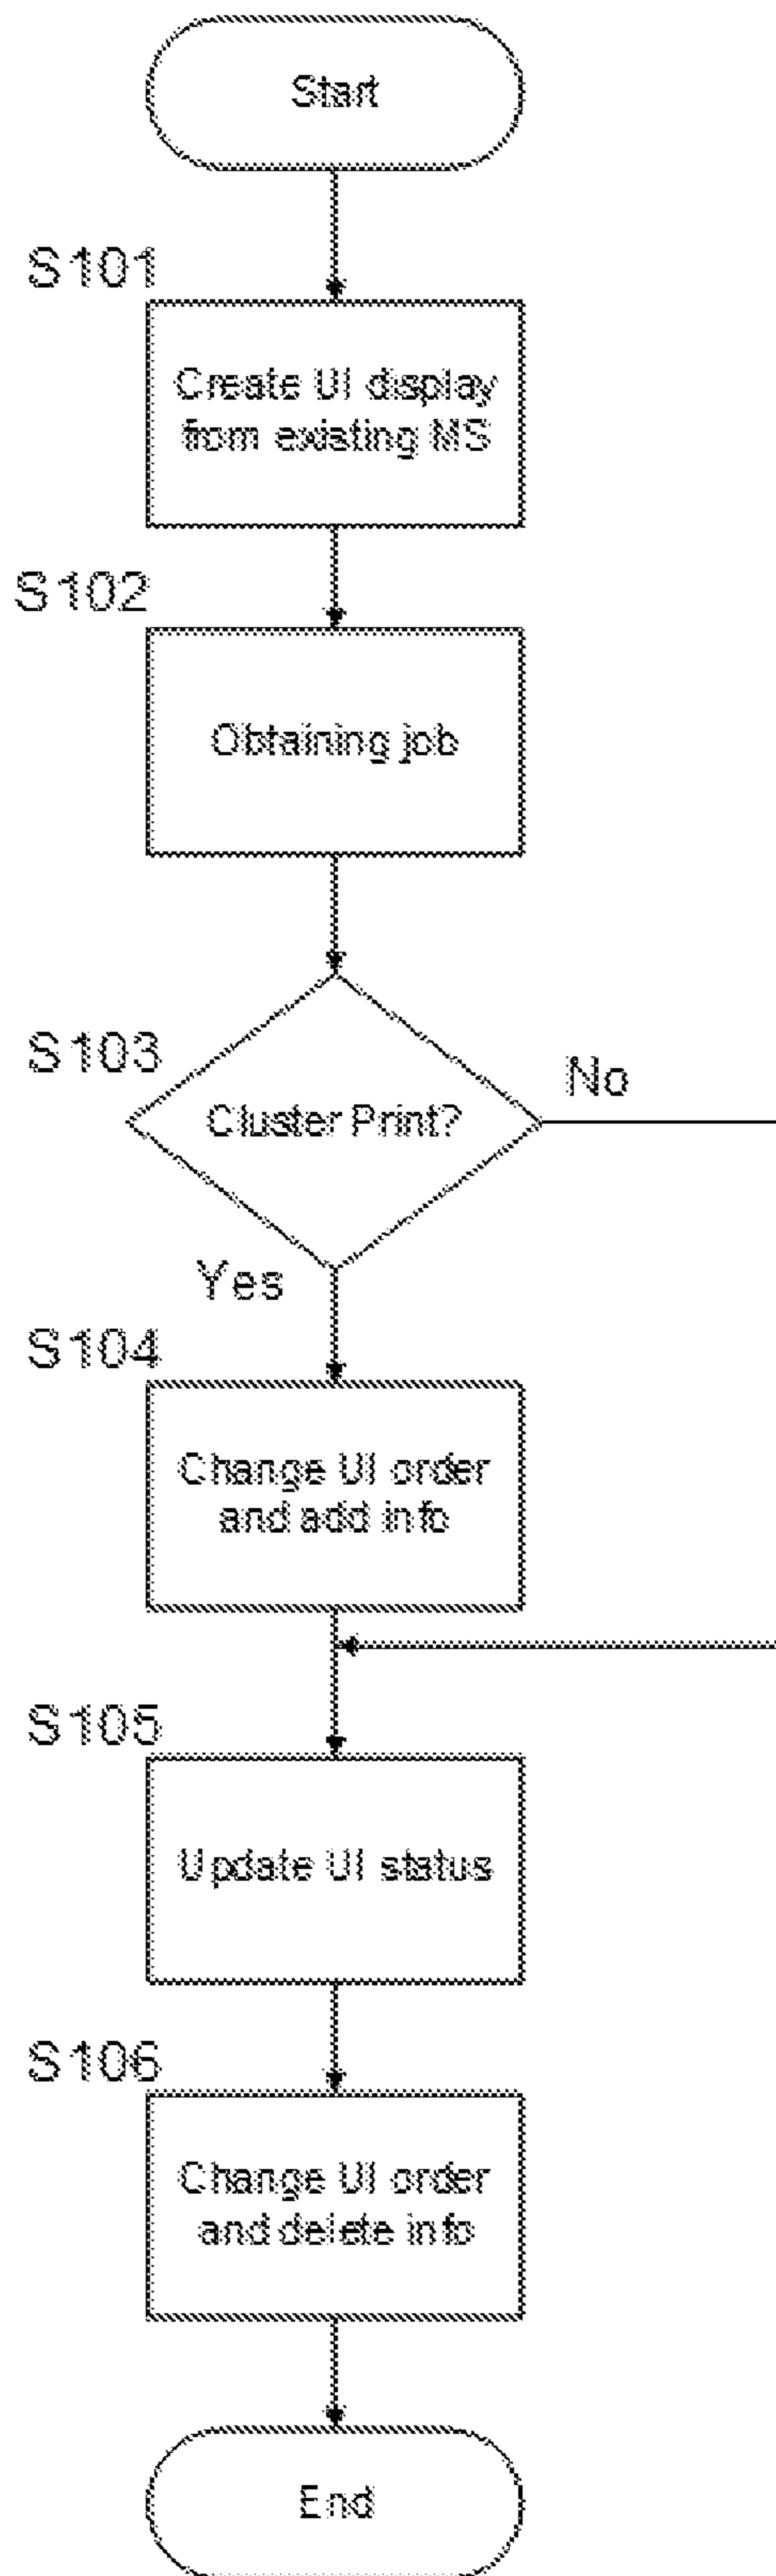 Start
S101
Create UI display
from existing MS
S102
Obtaining job
S103
Cluster Print?
No
Yes
S104
Change UI order
and add info
S105
Update UI status
S106
Change UI order
and delete info
End